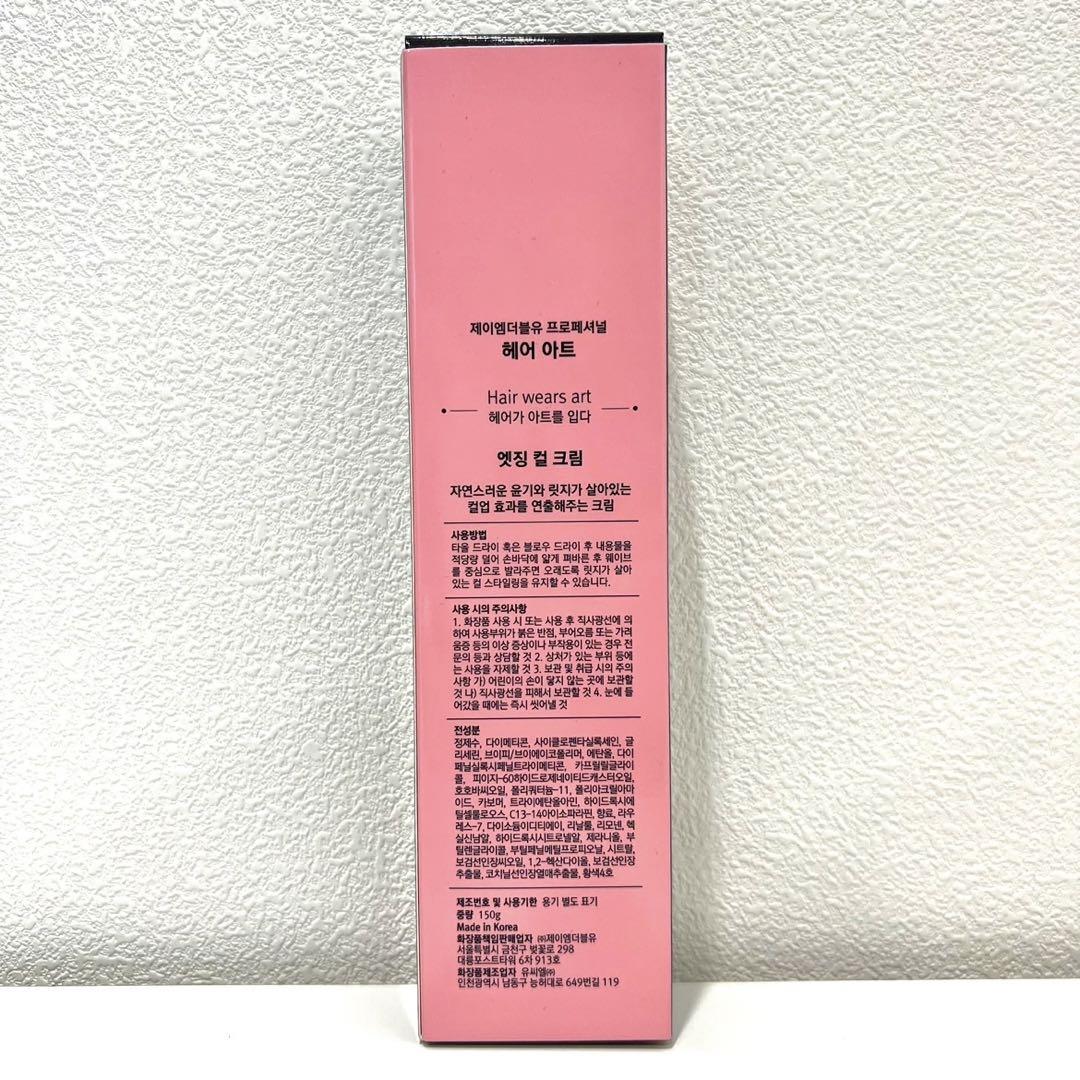 제이엠더블유 프로페셔널
헤어 아트
Hair wears art
헤어가 아트를 입다
엣징 컬 크림
자연스러운 윤기와 릿지가 살아있는
컬업 효과를 연출해주는 크림
사용방법
타올 드라이 혹은 블로우 드라이 후 내용물을
적당량 덜어 손바닥에 얇게 펴바른 후 웨이브
를 중심으로 발라주면 오래도록 릿지가 살아
있는 컬 스타일링을 유지할 수 있습니다.
사용 시의 주의사항
1. 화장품 사용 시 또는 사용 후 직사광선에 의
하여 사용부위가 붉은 반점, 부어오름 또는 가려
움증 등의 이상 증상이나 부작용이 있는 경우 전
문의 등과 상담할 것 2. 상처가 있는 부위 등에
는 사용을 자제할 것 3. 보관 및 취급 시의 주의
사항 가) 어린이의 손이 닿지 않는 곳에 보관할
것 나) 직사광선을 피해서 보관할 것 4. 눈에 들
어갔을 때에는 즉시 씻어낼 것
전성분
정제수, 다이메티콘, 사이클로펜타실록세인, 글
리세린, 브이피/브이에이코폴리머, 에탄올, 다이
페닐실록시페닐트라이메티콘, 카프릴릴글라이
콜, 피이지-60하이드로제네이티드캐스터오일,
호호바씨오일, 폴리쿼터늄-11, 폴리아크릴아마
이드, 카보머, 트라이에탄올아민, 하이드록시에
틸셀룰로오스, C13-14아이소파라핀, 향료, 라우
레스-7, 다이소듐이디티에이, 리날룰, 리모넨, 헥
실신남알, 하이드록시시트로넬알, 제라니올, 부
틸렌글라이콜, 부틸페닐메틸프로피오날, 시트랄,
보검선인장씨오일, 1,2-헥산다이올, 보검선인장
추출물, 코치닐선인장열매추출물, 황색4호
제조번호 및 사용기한 용기 별도 표기
중량 150g
Made in Korea
화장품책임판매업자 ㈜제이엠더블유
서울특별시 금천구 벚꽃로 298
대륭포스트타워 6차 913호
화장품제조업자 유씨엘㈜
인천광역시 남동구 능허대로 649번길 119